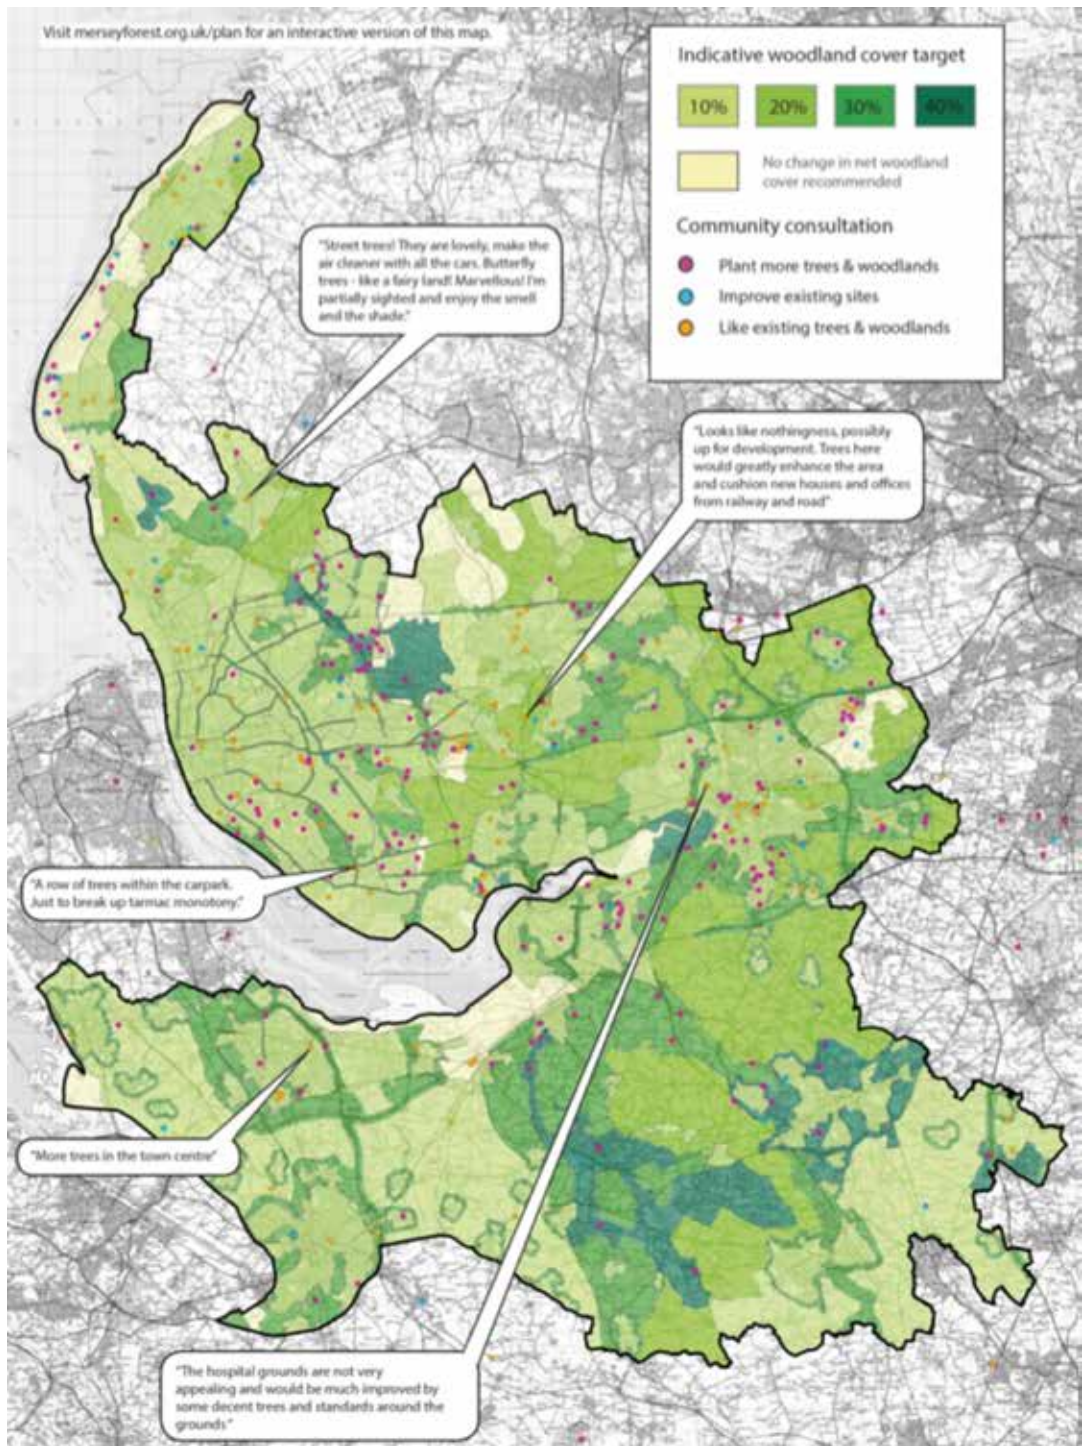 Visit merseyforest.org.uk/plan for an interactive version of this map.
Indicative woodland cover target
10%
20%
30%
40%
No change in net woodland
cover recommended
Community consultation
Plant more trees & woodlands
Improve existing sites
Like existing trees & woodlands
"Street trees! They are lovely, make the
air cleaner with all the cars. Butterfly
trees - like a fairy land! Marvellous! I'm
partially sighted and enjoy the smell
and the shade."
"Looks like nothingness, possibly
up for development. Trees here
would greatly enhance the area
and cushion new houses and offices
from railway and road"
"A row of trees within the carpark.
Just to break up tarmac monotony."
"More trees in the town centre"
"The hospital grounds are not very
appealing and would be much improved by
some decent trees and standards around the
grounds"